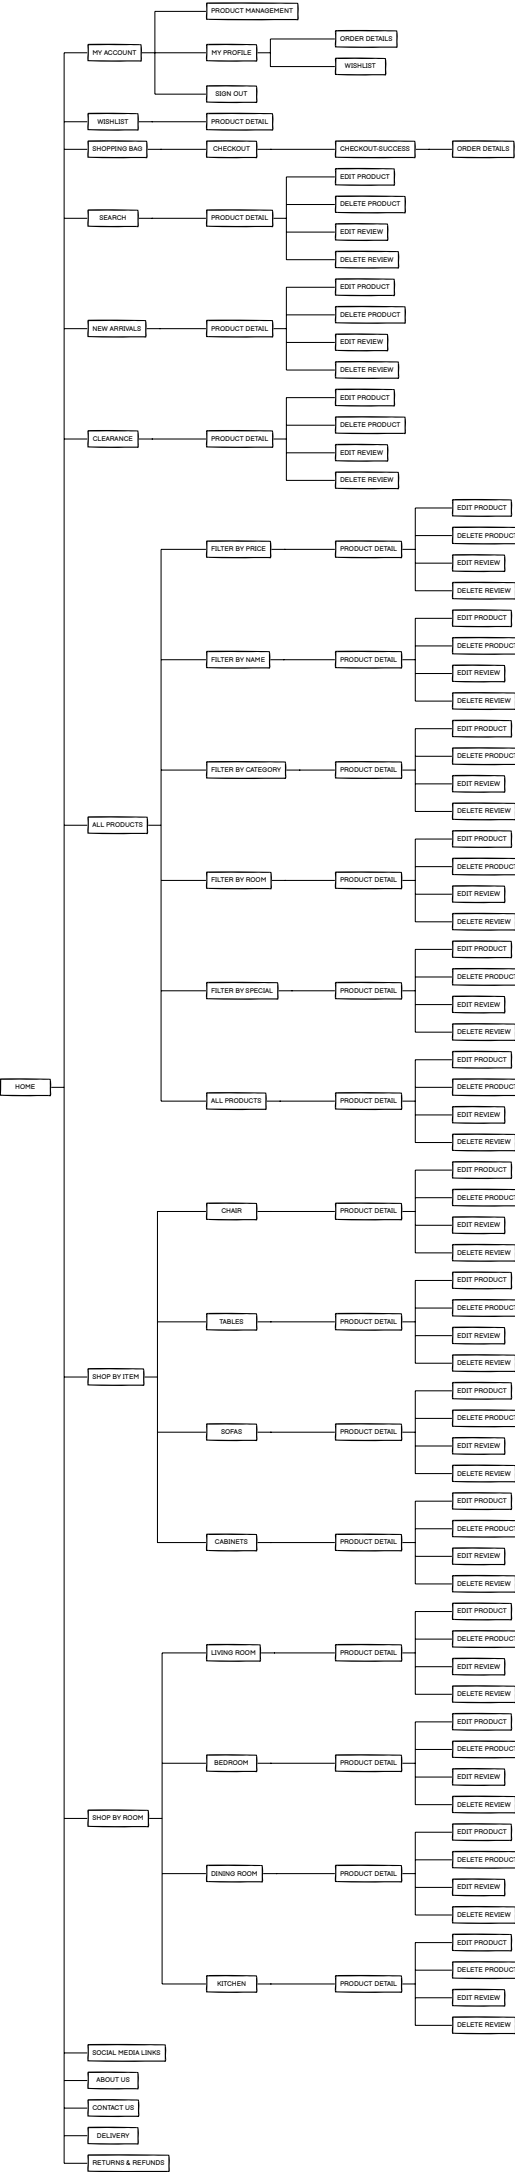 PRODUCT MANAGEMENT
ORDER DETAILS
MY ACCOUNT
MY PROFILE
WISHLIST
SIGN OUT
WISHLIST
PRODUCT DETAIL
SHOPPING BAG
CHECKOUT
CHECKOUT-SUCCESS
ORDER DETAILS
EDIT PRODUCT
DELETE PRODUCT
SEARCH
PRODUCT DETAIL
EDIT REVIEW
DELETE REVIEW
EDIT PRODUCT
DELETE PRODUCT
NEW ARRIVALS
PRODUCT DETAIL
EDIT REVIEW
DELETE REVIEW
EDIT PRODUCT
DELETE PRODUCT
CLEARANCE
PRODUCT DETAIL
EDIT REVIEW
DELETE REVIEW
EDIT PRODUCT
DELETE PRODUCT
FILTER BY PRICE
PRODUCT DETAIL
EDIT REVIEW
DELETE REVIEW
EDIT PRODUCT
DELETE PRODUCT
FILTER BY NAME
PRODUCT DETAIL
EDIT REVIEW
DELETE REVIEW
EDIT PRODUCT
DELETE PRODUCT
FILTER BY CATEGORY
PRODUCT DETAIL
EDIT REVIEW
DELETE REVIEW
ALL PRODUCTS
EDIT PRODUCT
DELETE PRODUCT
FILTER BY ROOM
PRODUCT DETAIL
EDIT REVIEW
DELETE REVIEW
EDIT PRODUCT
DELETE PRODUCT
FILTER BY SPECIAL
PRODUCT DETAIL
EDIT REVIEW
DELETE REVIEW
EDIT PRODUCT
HOME
DELETE PRODUCT
ALL PRODUCTS
PRODUCT DETAIL
EDIT REVIEW
DELETE REVIEW
EDIT PRODUCT
DELETE PRODUCT
CHAIR
PRODUCT DETAIL
EDIT REVIEW
DELETE REVIEW
EDIT PRODUCT
DELETE PRODUCT
TABLES
PRODUCT DETAIL
EDIT REVIEW
DELETE REVIEW
SHOP BY ITEM
EDIT PRODUCT
DELETE PRODUCT
SOFAS
PRODUCT DETAIL
EDIT REVIEW
DELETE REVIEW
EDIT PRODUCT
DELETE PRODUCT
CABINETS
PRODUCT DETAIL
EDIT REVIEW
DELETE REVIEW
EDIT PRODUCT
DELETE PRODUCT
LIVING ROOM
PRODUCT DETAIL
EDIT REVIEW
DELETE REVIEW
EDIT PRODUCT
DELETE PRODUCT
BEDROOM
PRODUCT DETAIL
EDIT REVIEW
DELETE REVIEW
SHOP BY ROOM
EDIT PRODUCT
DELETE PRODUCT
DINING ROOM
PRODUCT DETAIL
EDIT REVIEW
DELETE REVIEW
EDIT PRODUCT
DELETE PRODUCT
KITCHEN
PRODUCT DETAIL
EDIT REVIEW
DELETE REVIEW
SOCIAL MEDIA LINKS
ABOUT US
CONTACT US
DELIVERY
RETURNS & REFUNDS